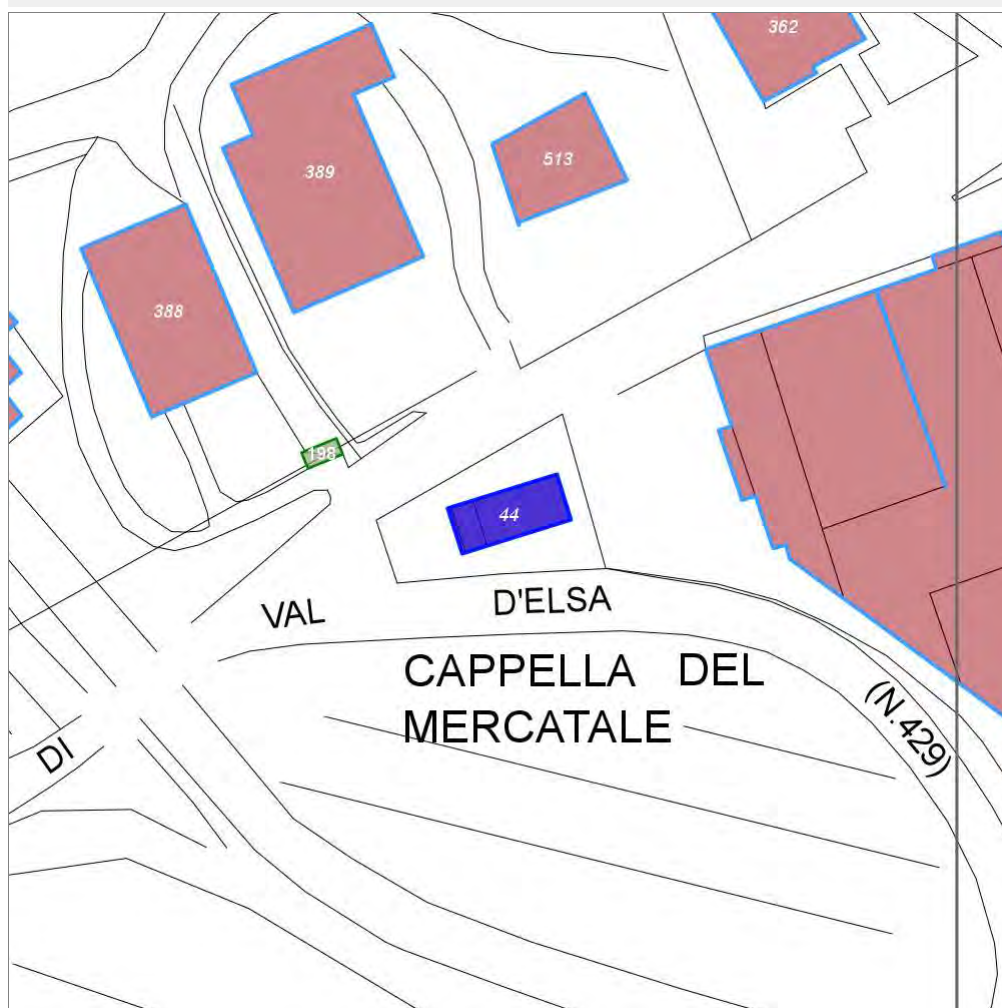 362
389
513
388
198
44
VAL D'ELSA
CAPPELLA DEL
MERCATALE
(N.429)
DI